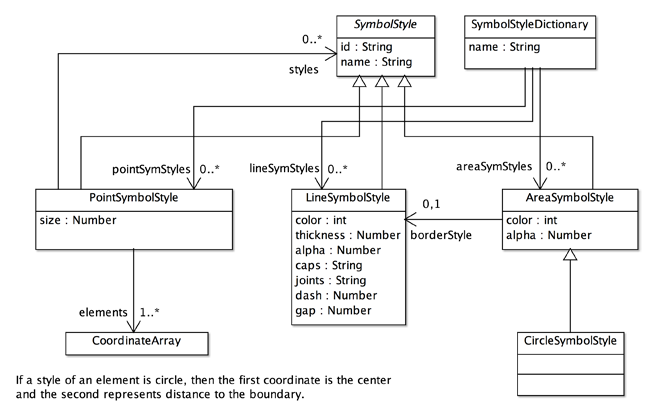 SymbolStyle
id : String
name : String
SymbolStyleDictionary
name : String
0..*
styles
pointSymStyles 0..*
lineSymStyles 0..*
areaSymStyles 0..*
PointSymbolStyle
size : Number
LineSymbolStyle
color : int
thickness : Number
alpha : Number
caps : String
joints : String
dash : Number
gap : Number
0,1
borderStyle
AreaSymbolStyle
color : int
alpha : Number
elements 1..*
CoordinateArray
CircleSymbolStyle
If a style of an element is circle, then the first coordinate is the center
and the second represents distance to the boundary.